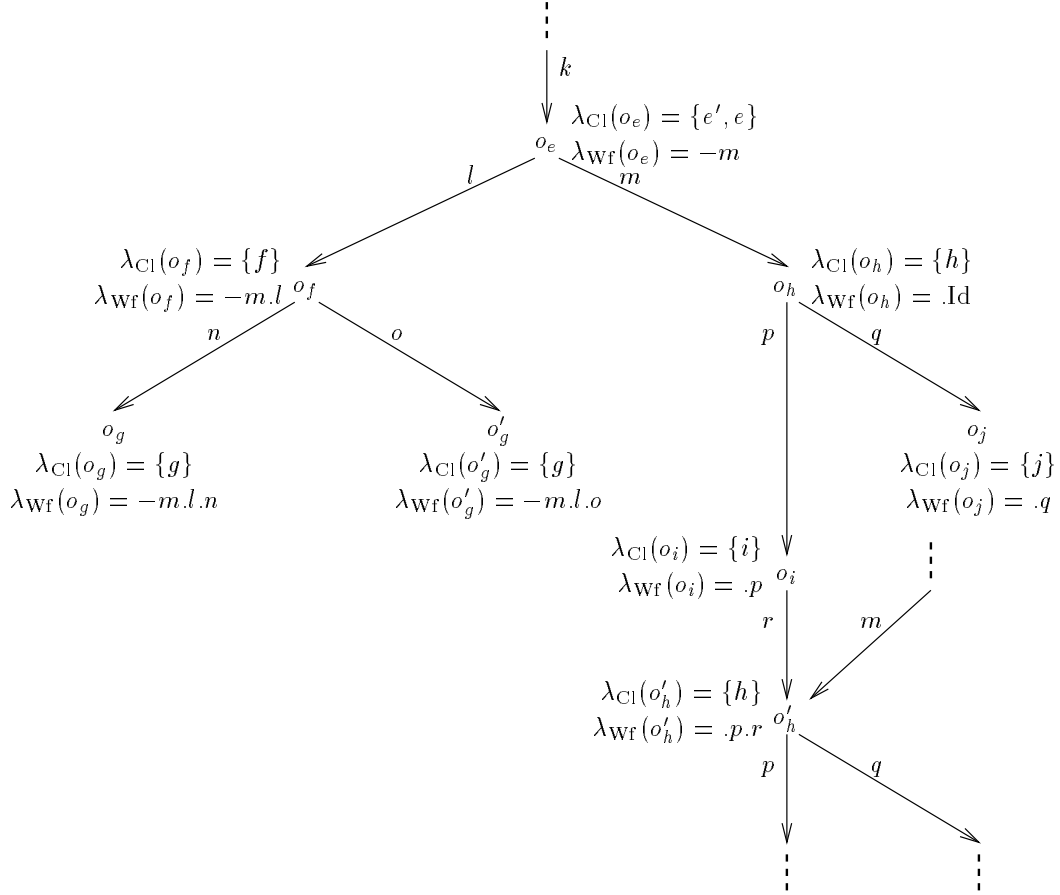 k
λ_Cl(o_e) = {e′, e}
o_e λ_Wf(o_e) = −m
l m
λ_Cl(o_f) = {f} λ_Cl(o_h) = {h}
λ_Wf(o_f) = −m.l o_f o_h λ_Wf(o_h) = .Id
n o p q
o_g o′_g o_j
λ_Cl(o_g) = {g} λ_Cl(o′_g) = {g} λ_Cl(o_j) = {j}
λ_Wf(o_g) = −m.l.n λ_Wf(o′_g) = −m.l.o λ_Wf(o_j) = .q
λ_Cl(o_i) = {i}
λ_Wf(o_i) = .p o_i
r m
λ_Cl(o′_h) = {h}
λ_Wf(o′_h) = .p.r o′_h
p q